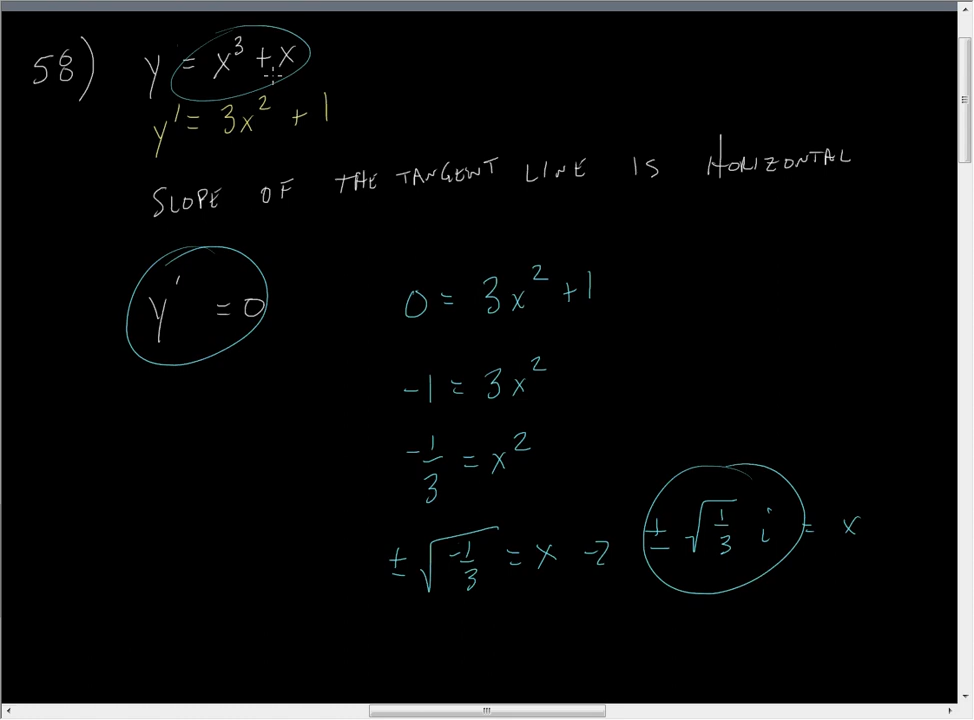 58) y = x³ + x
y' = 3x² + 1
SLOPE OF THE TANGENT LINE IS HORIZONTAL
y' = 0
0 = 3x² + 1
-1 = 3x²
-1/3 = x²
± √(-1/3) = x → ± √(1/3) i = x